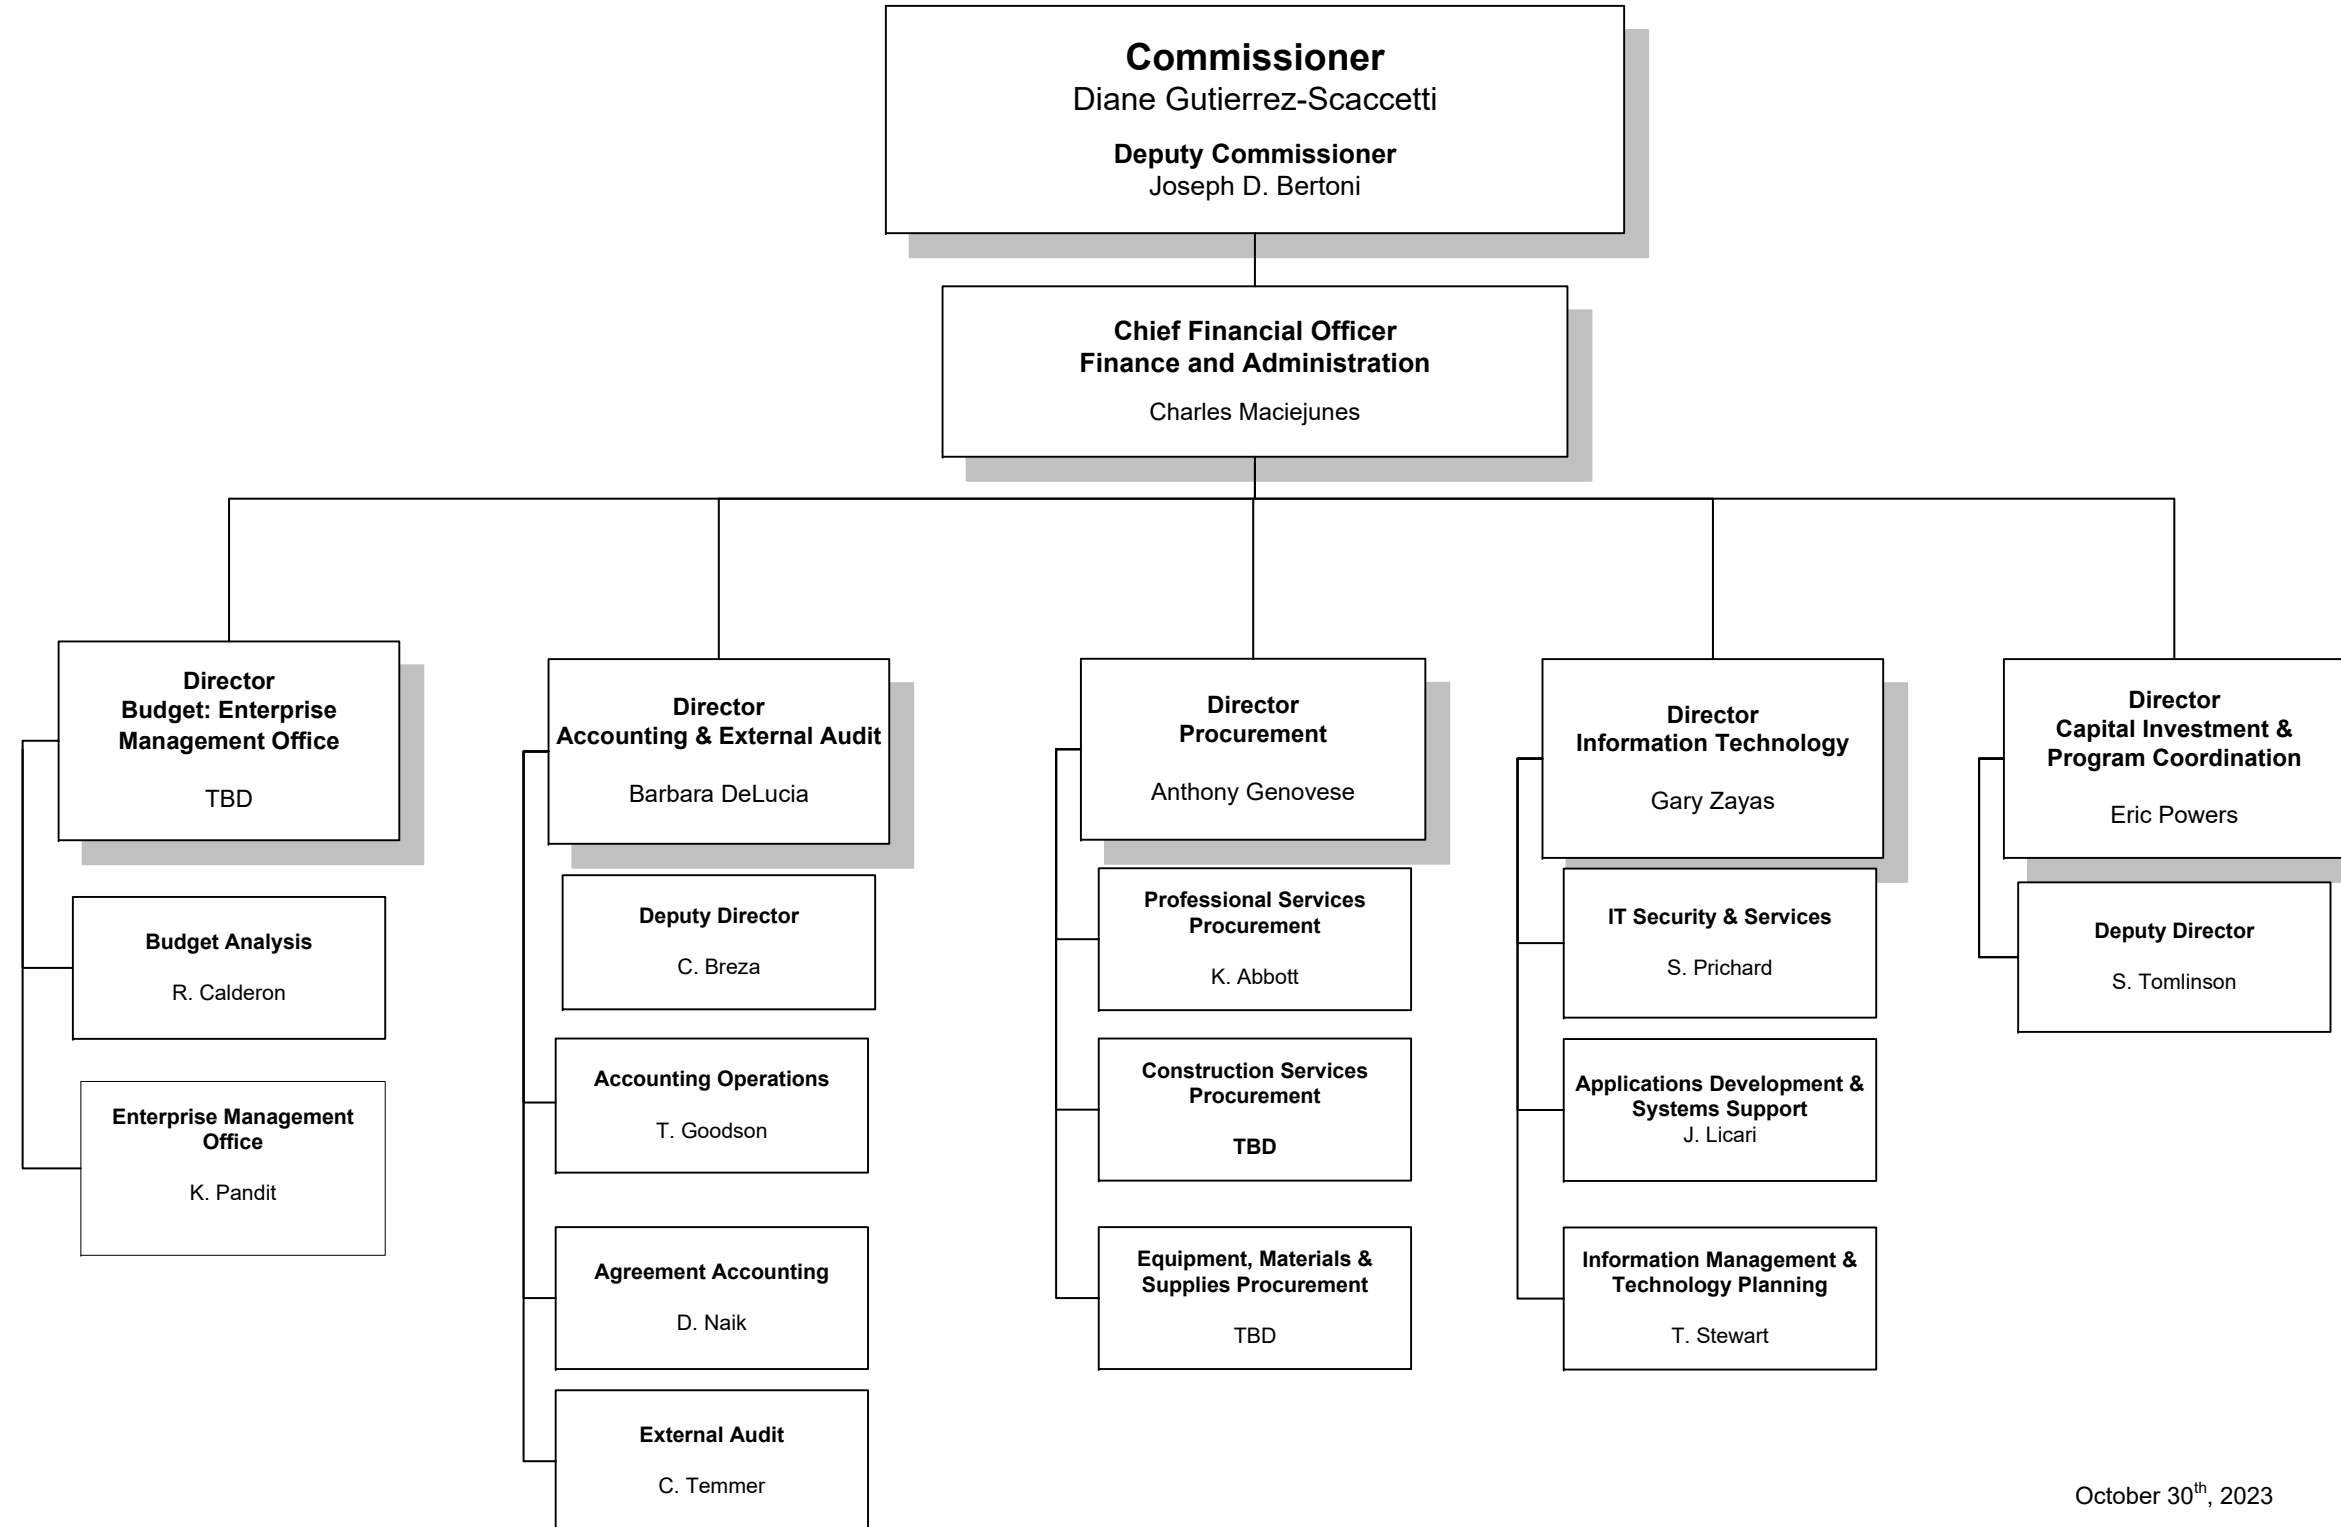 Commissioner
Diane Gutierrez-Scaccetti
Deputy Commissioner
Joseph D. Bertoni
Chief Financial Officer
Finance and Administration
Charles Maciejunes
Director
Budget: Enterprise
Management Office
TBD
Budget Analysis
R. Calderon
Enterprise Management
Office
K. Pandit
Director
Accounting & External Audit
Barbara DeLucia
Deputy Director
C. Breza
Accounting Operations
T. Goodson
Agreement Accounting
D. Naik
External Audit
C. Temmer
Director
Procurement
Anthony Genovese
Professional Services
Procurement
K. Abbott
Construction Services
Procurement
TBD
Equipment, Materials &
Supplies Procurement
TBD
Director
Information Technology
Gary Zayas
IT Security & Services
S. Prichard
Applications Development &
Systems Support
J. Licari
Information Management &
Technology Planning
T. Stewart
Director
Capital Investment &
Program Coordination
Eric Powers
Deputy Director
S. Tomlinson
October 30th, 2023